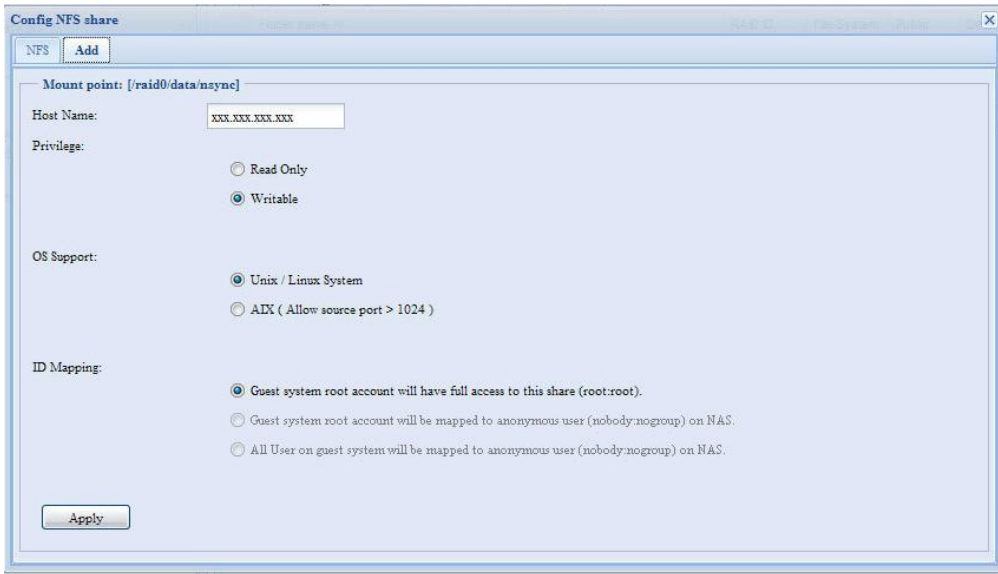 Config NFS share
NFS Add
Mount point: [/raid0/data/nsync]
Host Name: xxx.xxx.xxx.xxx
Privilege:
Read Only
Writable
OS Support:
Unix / Linux System
AIX ( Allow source port > 1024 )
ID Mapping:
Guest system root account will have full access to this share (root:root).
Guest system root account will be mapped to anonymous user (nobody:nogroup) on NAS.
All User on guest system will be mapped to anonymous user (nobody:nogroup) on NAS.
Apply